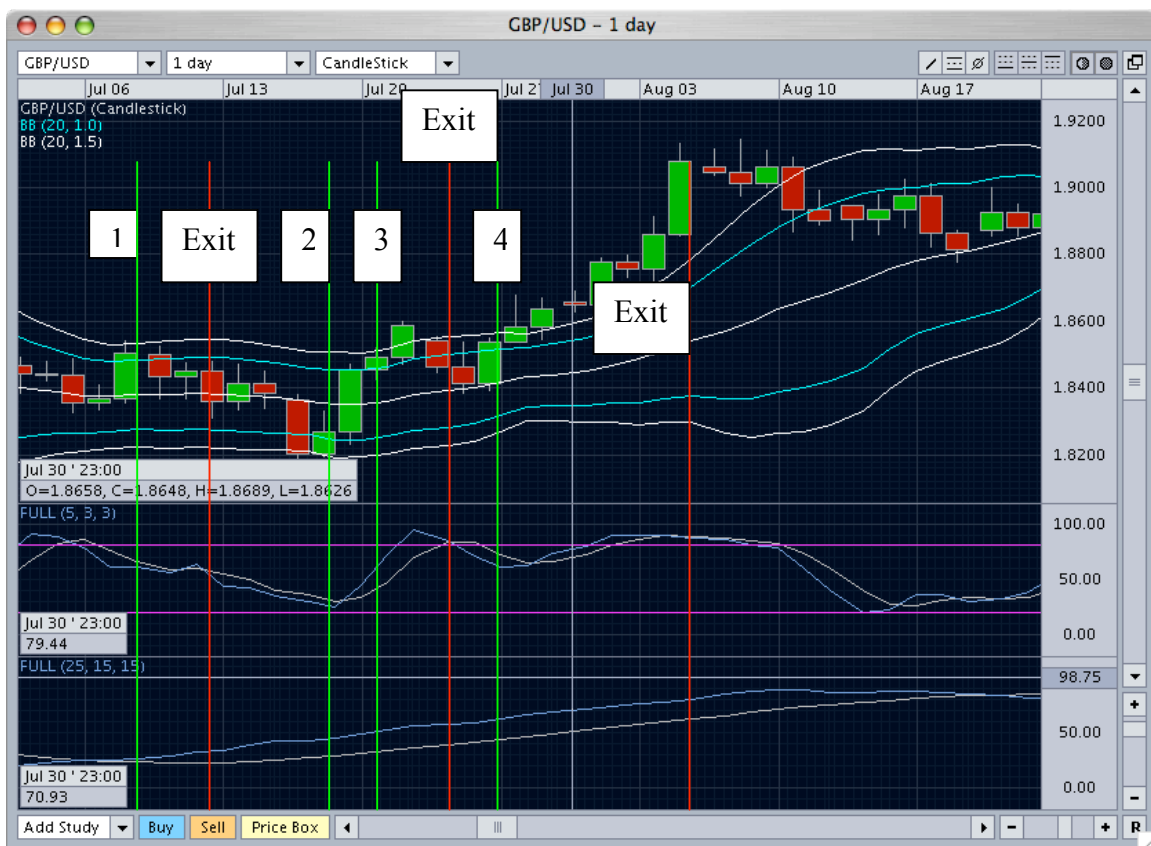 GBP/USD – 1 day
GBP/USD 1 day CandleStick
Jul 06 Jul 13 Jul 20 Jul 2 Jul 30 Aug 03 Aug 10 Aug 17
GBP/USD (Candlestick)
BB (20, 1.0)
BB (20, 1.5)
Exit
1 Exit 2 3 4
Exit
1.9200
1.9000
1.8800
1.8600
1.8400
1.8200
Jul 30 ' 23:00
O=1.8658, C=1.8648, H=1.8689, L=1.8626
FULL (5, 3, 3)
100.00
50.00
0.00
Jul 30 ' 23:00
79.44
FULL (25, 15, 15)
98.75
50.00
0.00
Jul 30 ' 23:00
70.93
Add Study Buy Sell Price Box - + R